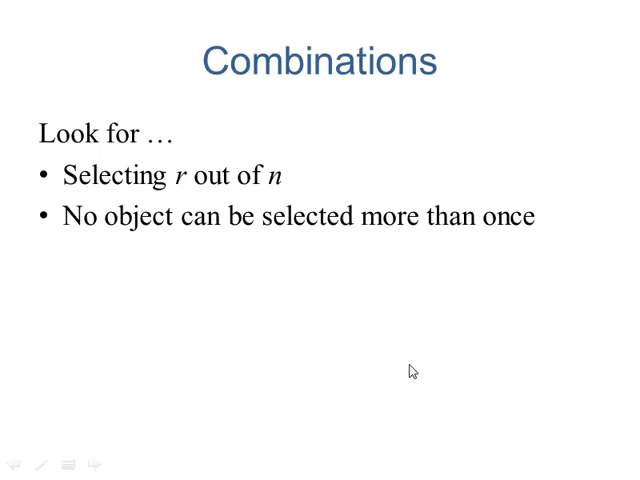 Combinations
Look for …
• Selecting r out of n
• No object can be selected more than once